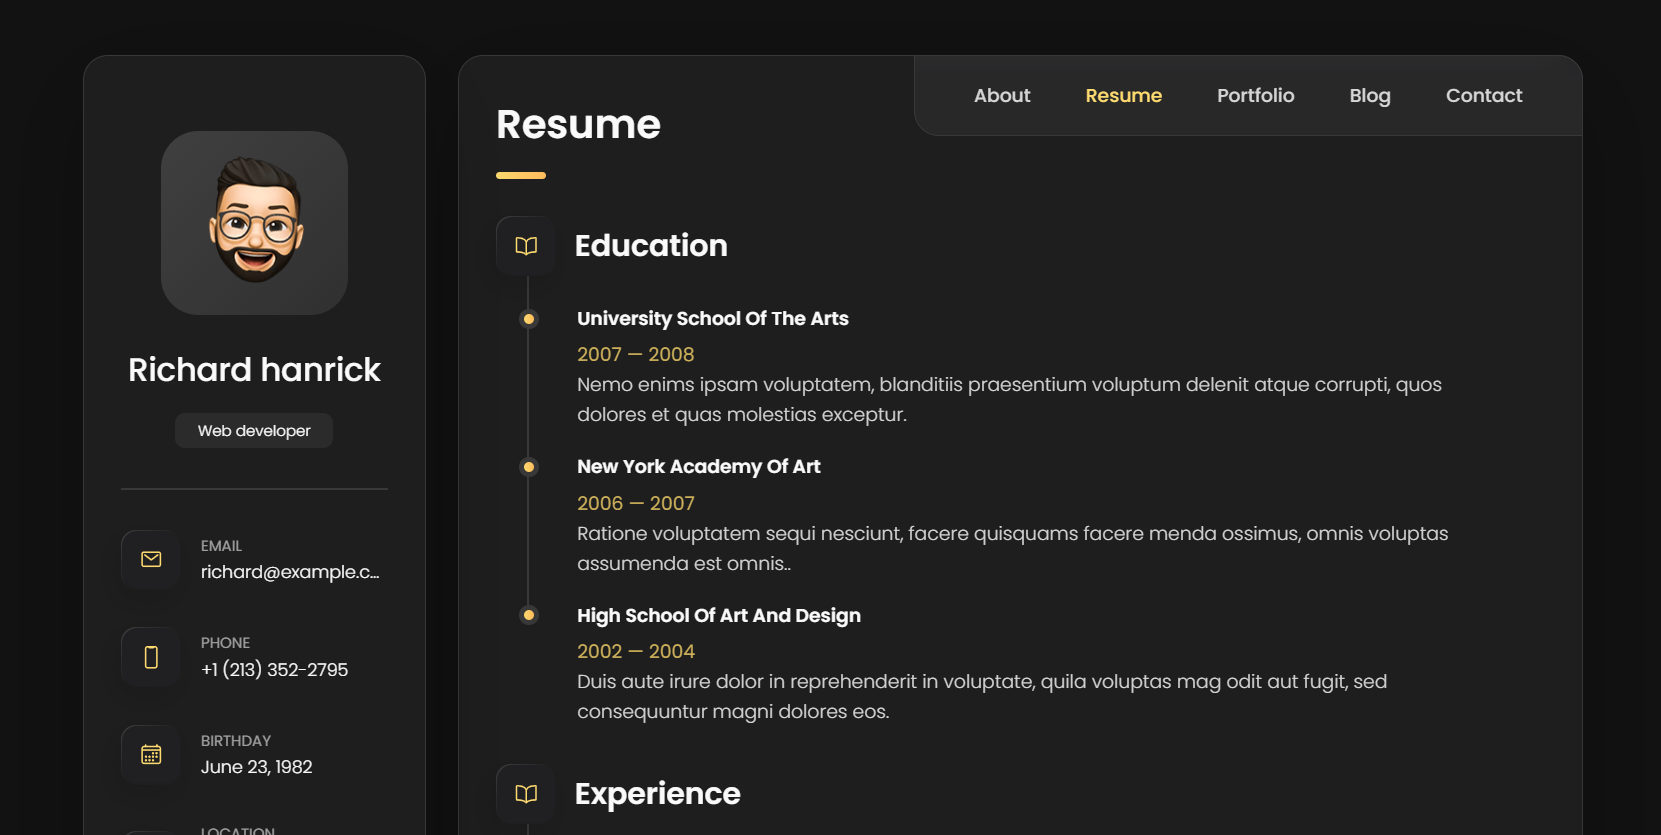 Richard hanrick
Web developer
EMAIL
richard@example.c...
PHONE
+1 (213) 352-2795
BIRTHDAY
June 23, 1982
LOCATION
About Resume Portfolio Blog Contact
Resume
Education
University School Of The Arts
2007 — 2008
Nemo enims ipsam voluptatem, blanditiis praesentium voluptum delenit atque corrupti, quos
dolores et quas molestias exceptur.
New York Academy Of Art
2006 — 2007
Ratione voluptatem sequi nesciunt, facere quisquams facere menda ossimus, omnis voluptas
assumenda est omnis..
High School Of Art And Design
2002 — 2004
Duis aute irure dolor in reprehenderit in voluptate, quila voluptas mag odit aut fugit, sed
consequuntur magni dolores eos.
Experience